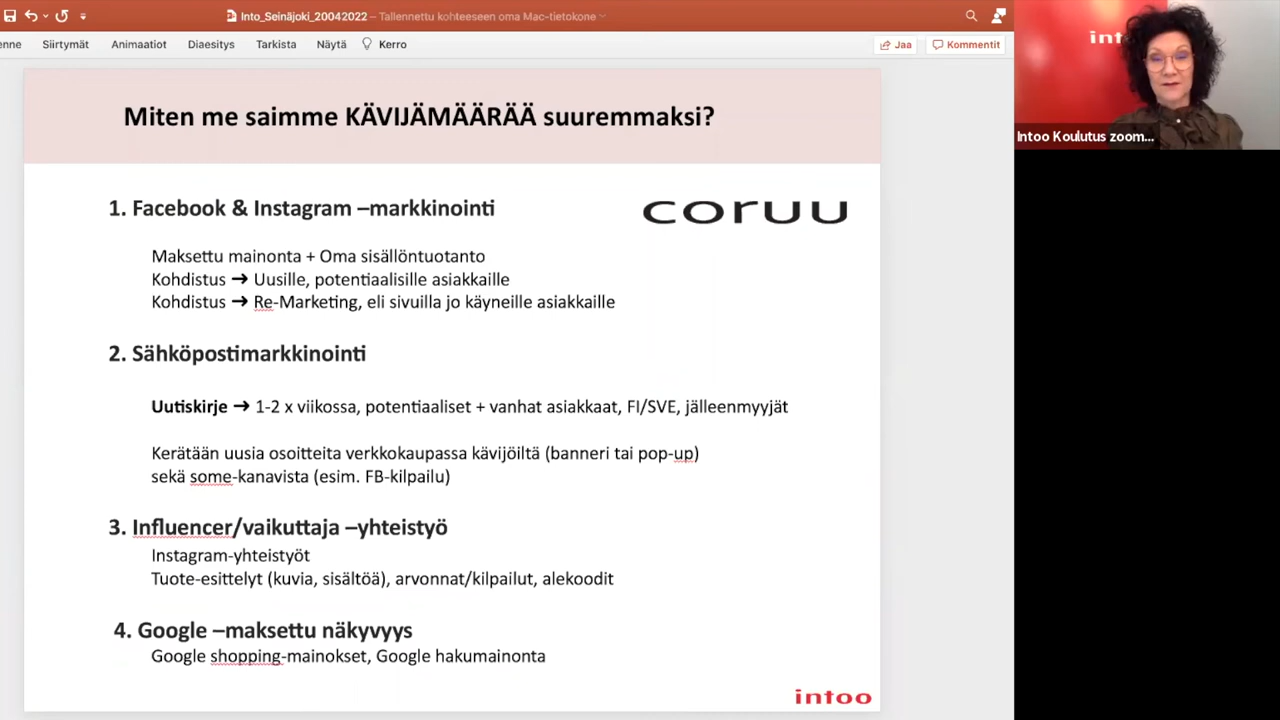 Into_Seinäjoki_20042022 – Tallennettu kohteeseen oma Mac-tietokone
enne Siirtymät Animaatiot Diaesitys Tarkista Näytä Kerro Jaa Kommentit
intoo
Intoo Koulutus zoom...
Miten me saimme KÄVIJÄMÄÄRÄÄ suuremmaksi?
1. Facebook & Instagram –markkinointi
coruu
Maksettu mainonta + Oma sisällöntuotanto
Kohdistus ➔ Uusille, potentiaalisille asiakkaille
Kohdistus ➔ Re-Marketing, eli sivuilla jo käyneille asiakkaille
2. Sähköpostimarkkinointi
Uutiskirje ➔ 1-2 x viikossa, potentiaaliset + vanhat asiakkaat, FI/SVE, jälleenmyyjät
Kerätään uusia osoitteita verkkokaupassa kävijöiltä (banneri tai pop-up)
sekä some-kanavista (esim. FB-kilpailu)
3. Influencer/vaikuttaja –yhteistyö
Instagram-yhteistyöt
Tuote-esittelyt (kuvia, sisältöä), arvonnat/kilpailut, alekoodit
4. Google –maksettu näkyvyys
Google shopping-mainokset, Google hakumainonta
intoo